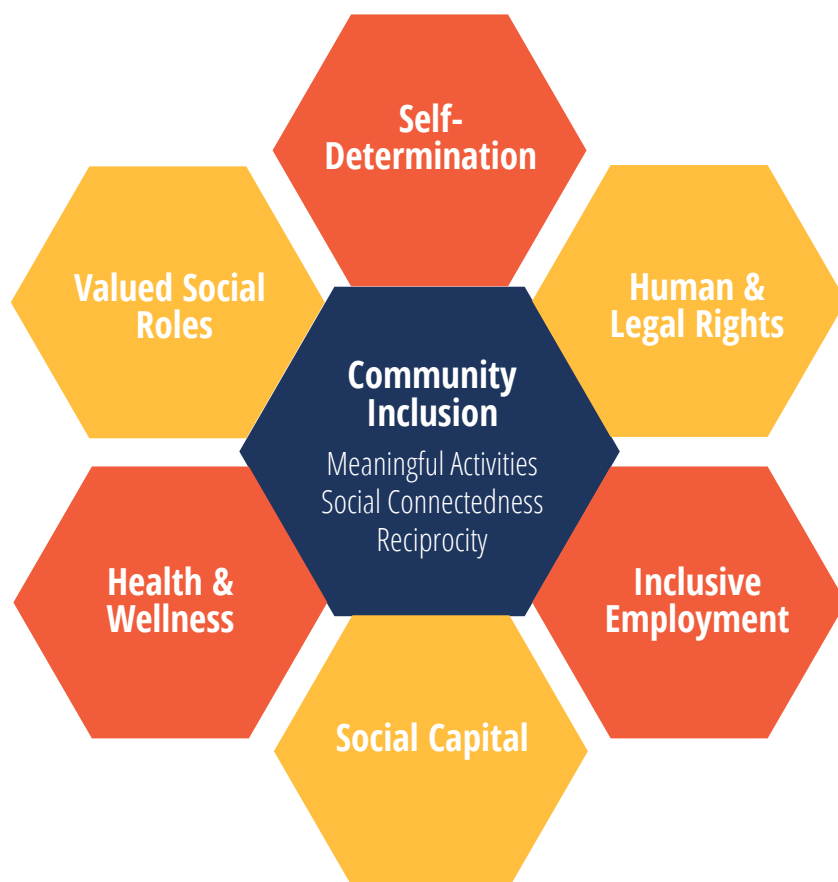 Self-
Determination
Valued Social
Roles
Human &
Legal Rights
Community
Inclusion
Meaningful Activities
Social Connectedness
Reciprocity
Health &
Wellness
Inclusive
Employment
Social Capital